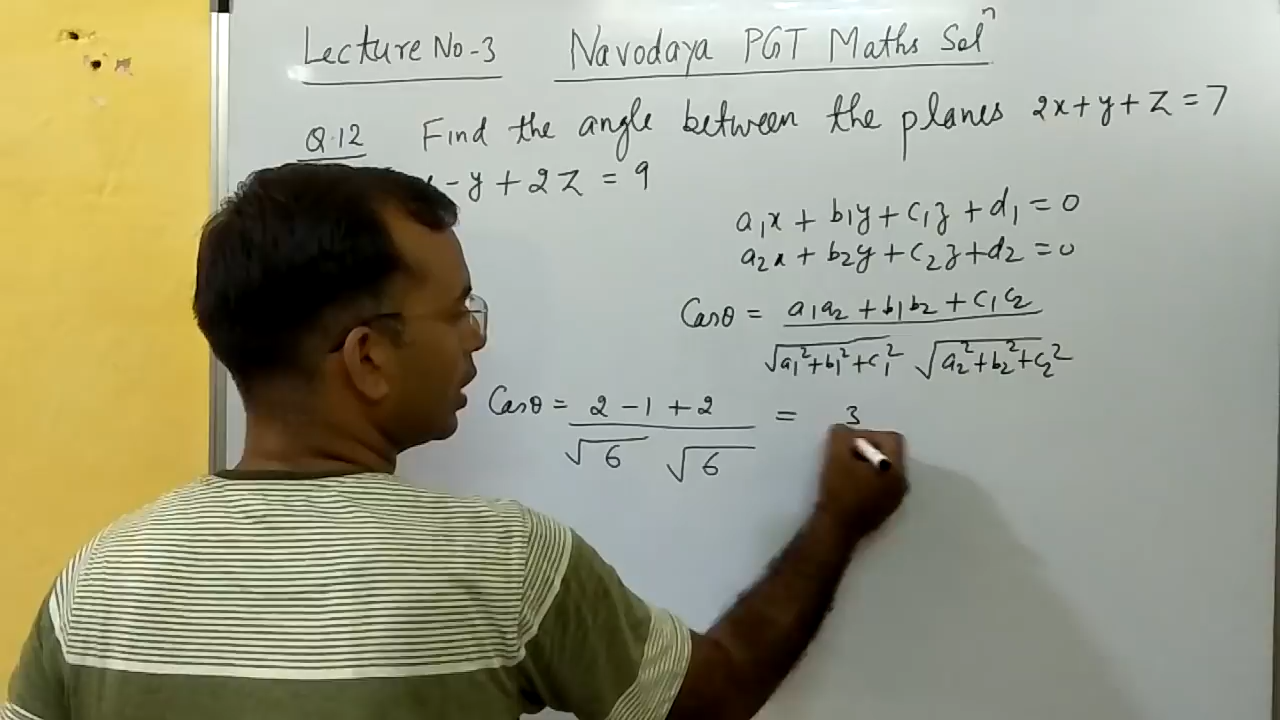 Lecture No-3 Navodaya PGT Maths Solⁿ
Q.12 Find the angle between the planes 2x+y+z=7
-y+2z=9
a₁x+b₁y+c₁z+d₁=0
a₂x+b₂y+c₂z+d₂=0
Cosθ = (a₁a₂+b₁b₂+c₁c₂)/(√(a₁²+b₁²+c₁²) √(a₂²+b₂²+c₂²))
Cosθ = (2-1+2)/(√6 √6) = 3